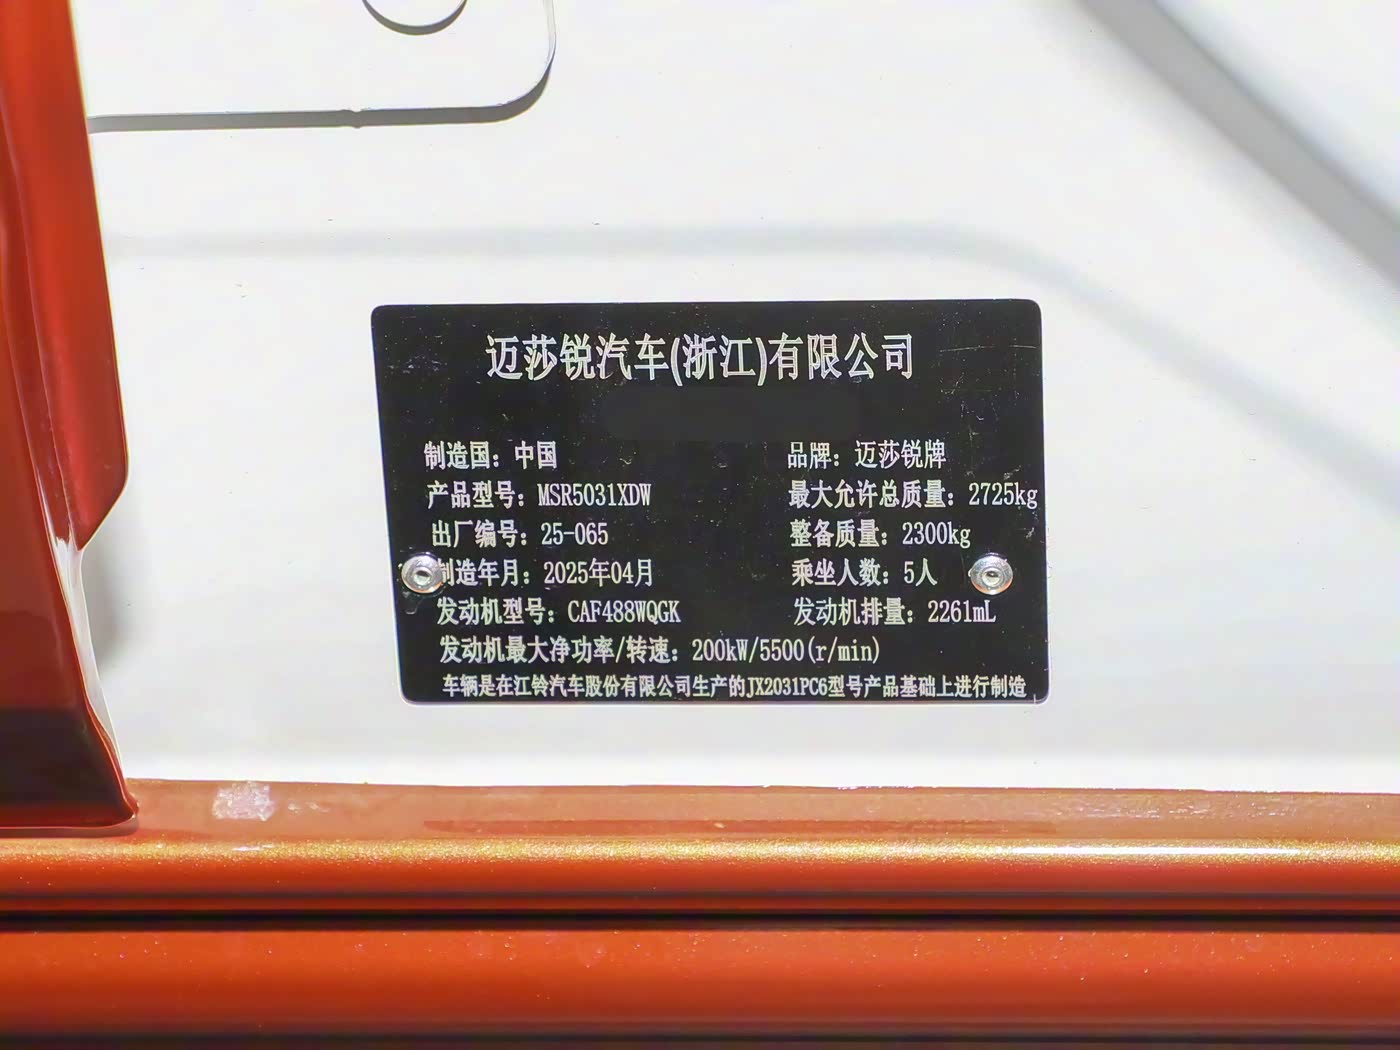 迈莎锐汽车(浙江)有限公司
制造国：中国 品牌：迈莎锐牌
产品型号：MSR5031XDW 最大允许总质量：2725kg
出厂编号：25-065 整备质量：2300kg
制造年月：2025年04月 乘坐人数：5人
发动机型号：CAF488WQGK 发动机排量：2261mL
发动机最大净功率/转速：200kW/5500(r/min)
车辆是在江铃汽车股份有限公司生产的JX2031PC6型号产品基础上进行制造